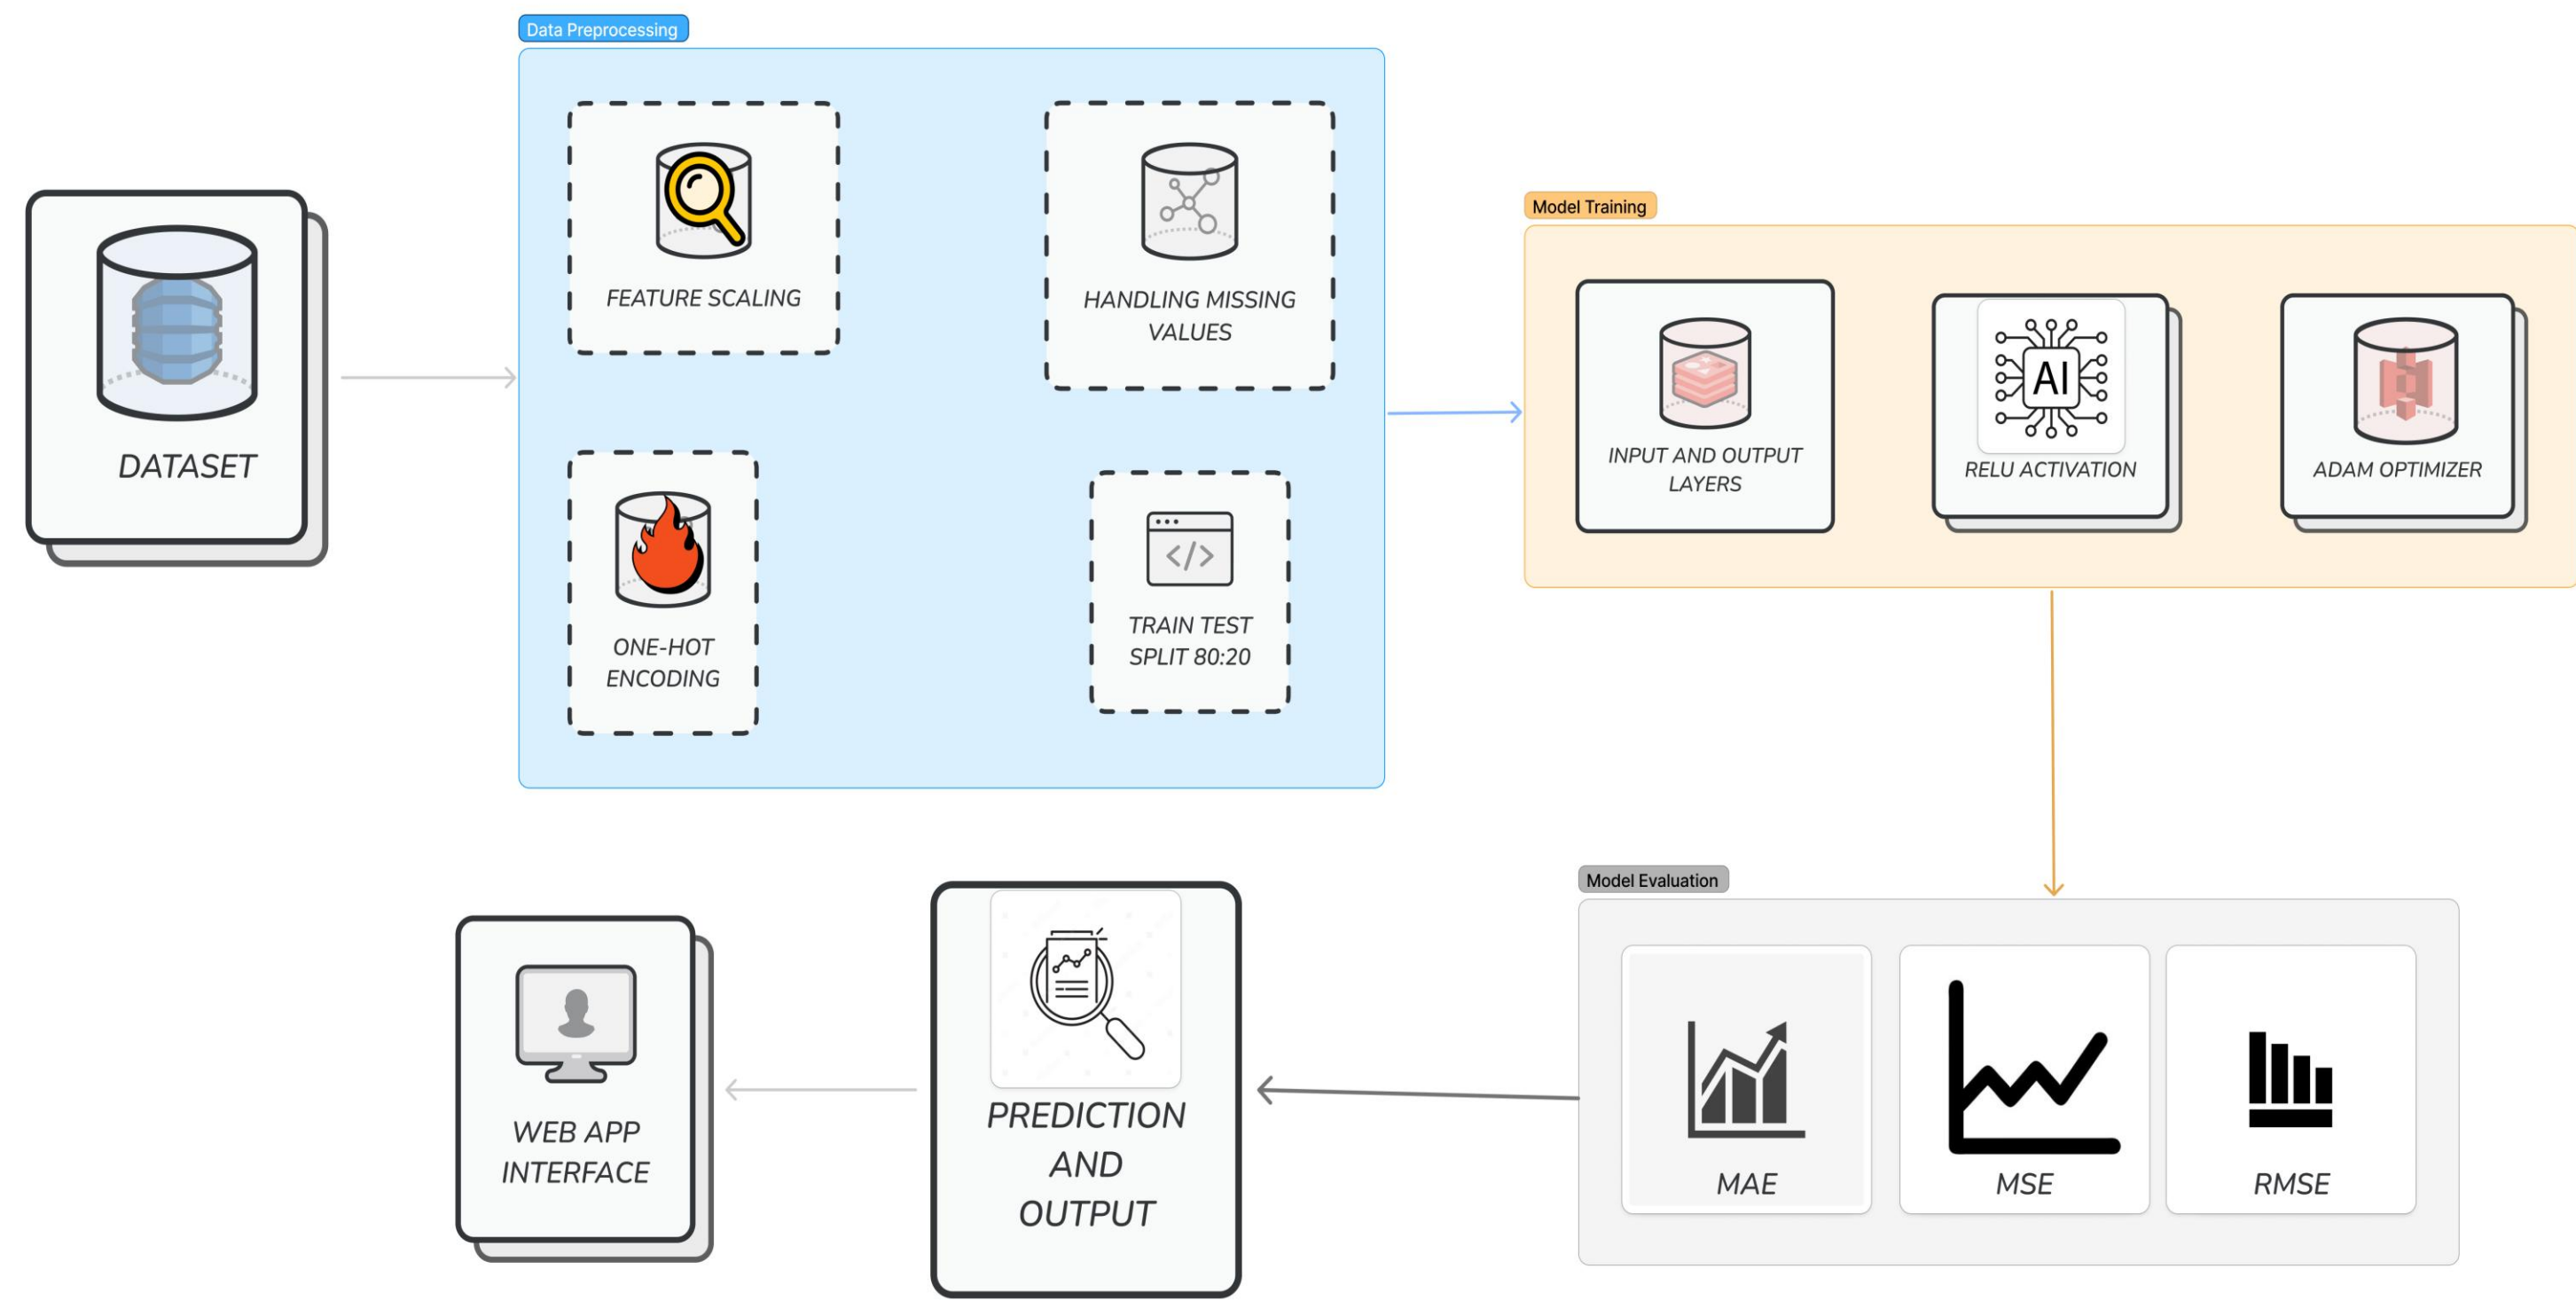 Data Preprocessing
FEATURE SCALING
HANDLING MISSING
VALUES
DATASET
ONE-HOT
ENCODING
</>
TRAIN TEST
SPLIT 80:20
Model Training
INPUT AND OUTPUT
LAYERS
AI
RELU ACTIVATION
ADAM OPTIMIZER
Model Evaluation
MAE
MSE
RMSE
PREDICTION
AND
OUTPUT
WEB APP
INTERFACE